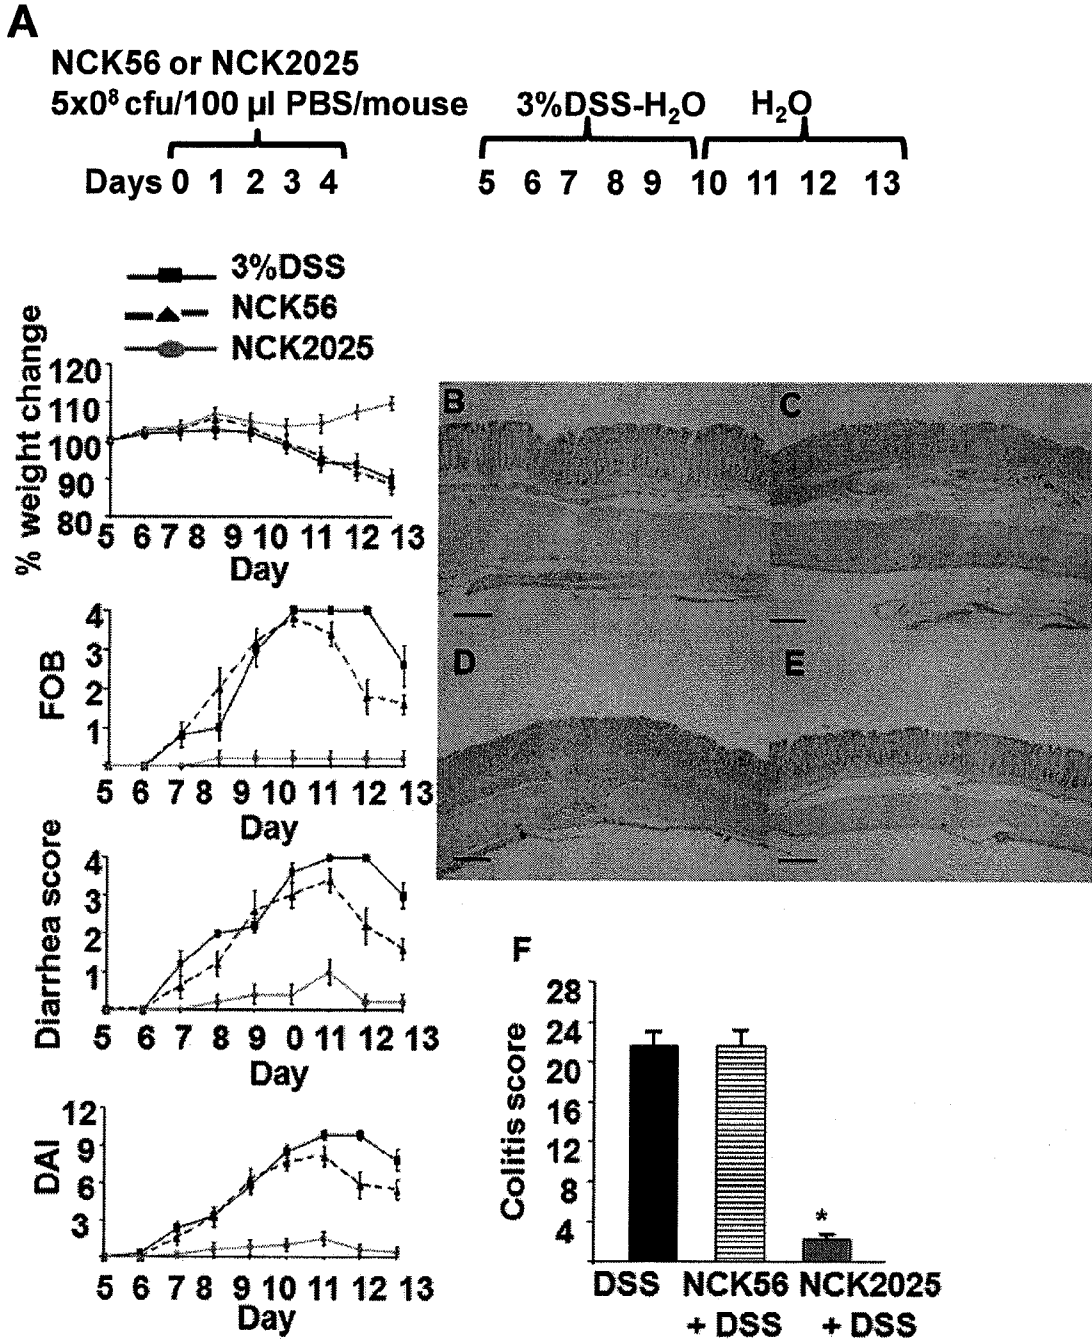 A
NCK56 or NCK2025
5x0⁸ cfu/100 µl PBS/mouse
3%DSS-H₂O
H₂O
Days 0 1 2 3 4
5 6 7 8 9 10 11 12 13
3%DSS
NCK56
NCK2025
% weight change
120
110
100
90
80
5 6 7 8 9 10 11 12 13
Day
FOB
4
3
2
1
5 6 7 8 9 10 11 12 13
Day
Diarrhea score
4
3
2
1
5 6 7 8 9 0 11 12 13
Day
DAI
12
9
6
3
5 6 7 8 9 10 11 12 13
Day
B
C
D
E
F
Colitis score
28
24
20
16
12
8
4
*
DSS NCK56 NCK2025
+ DSS + DSS